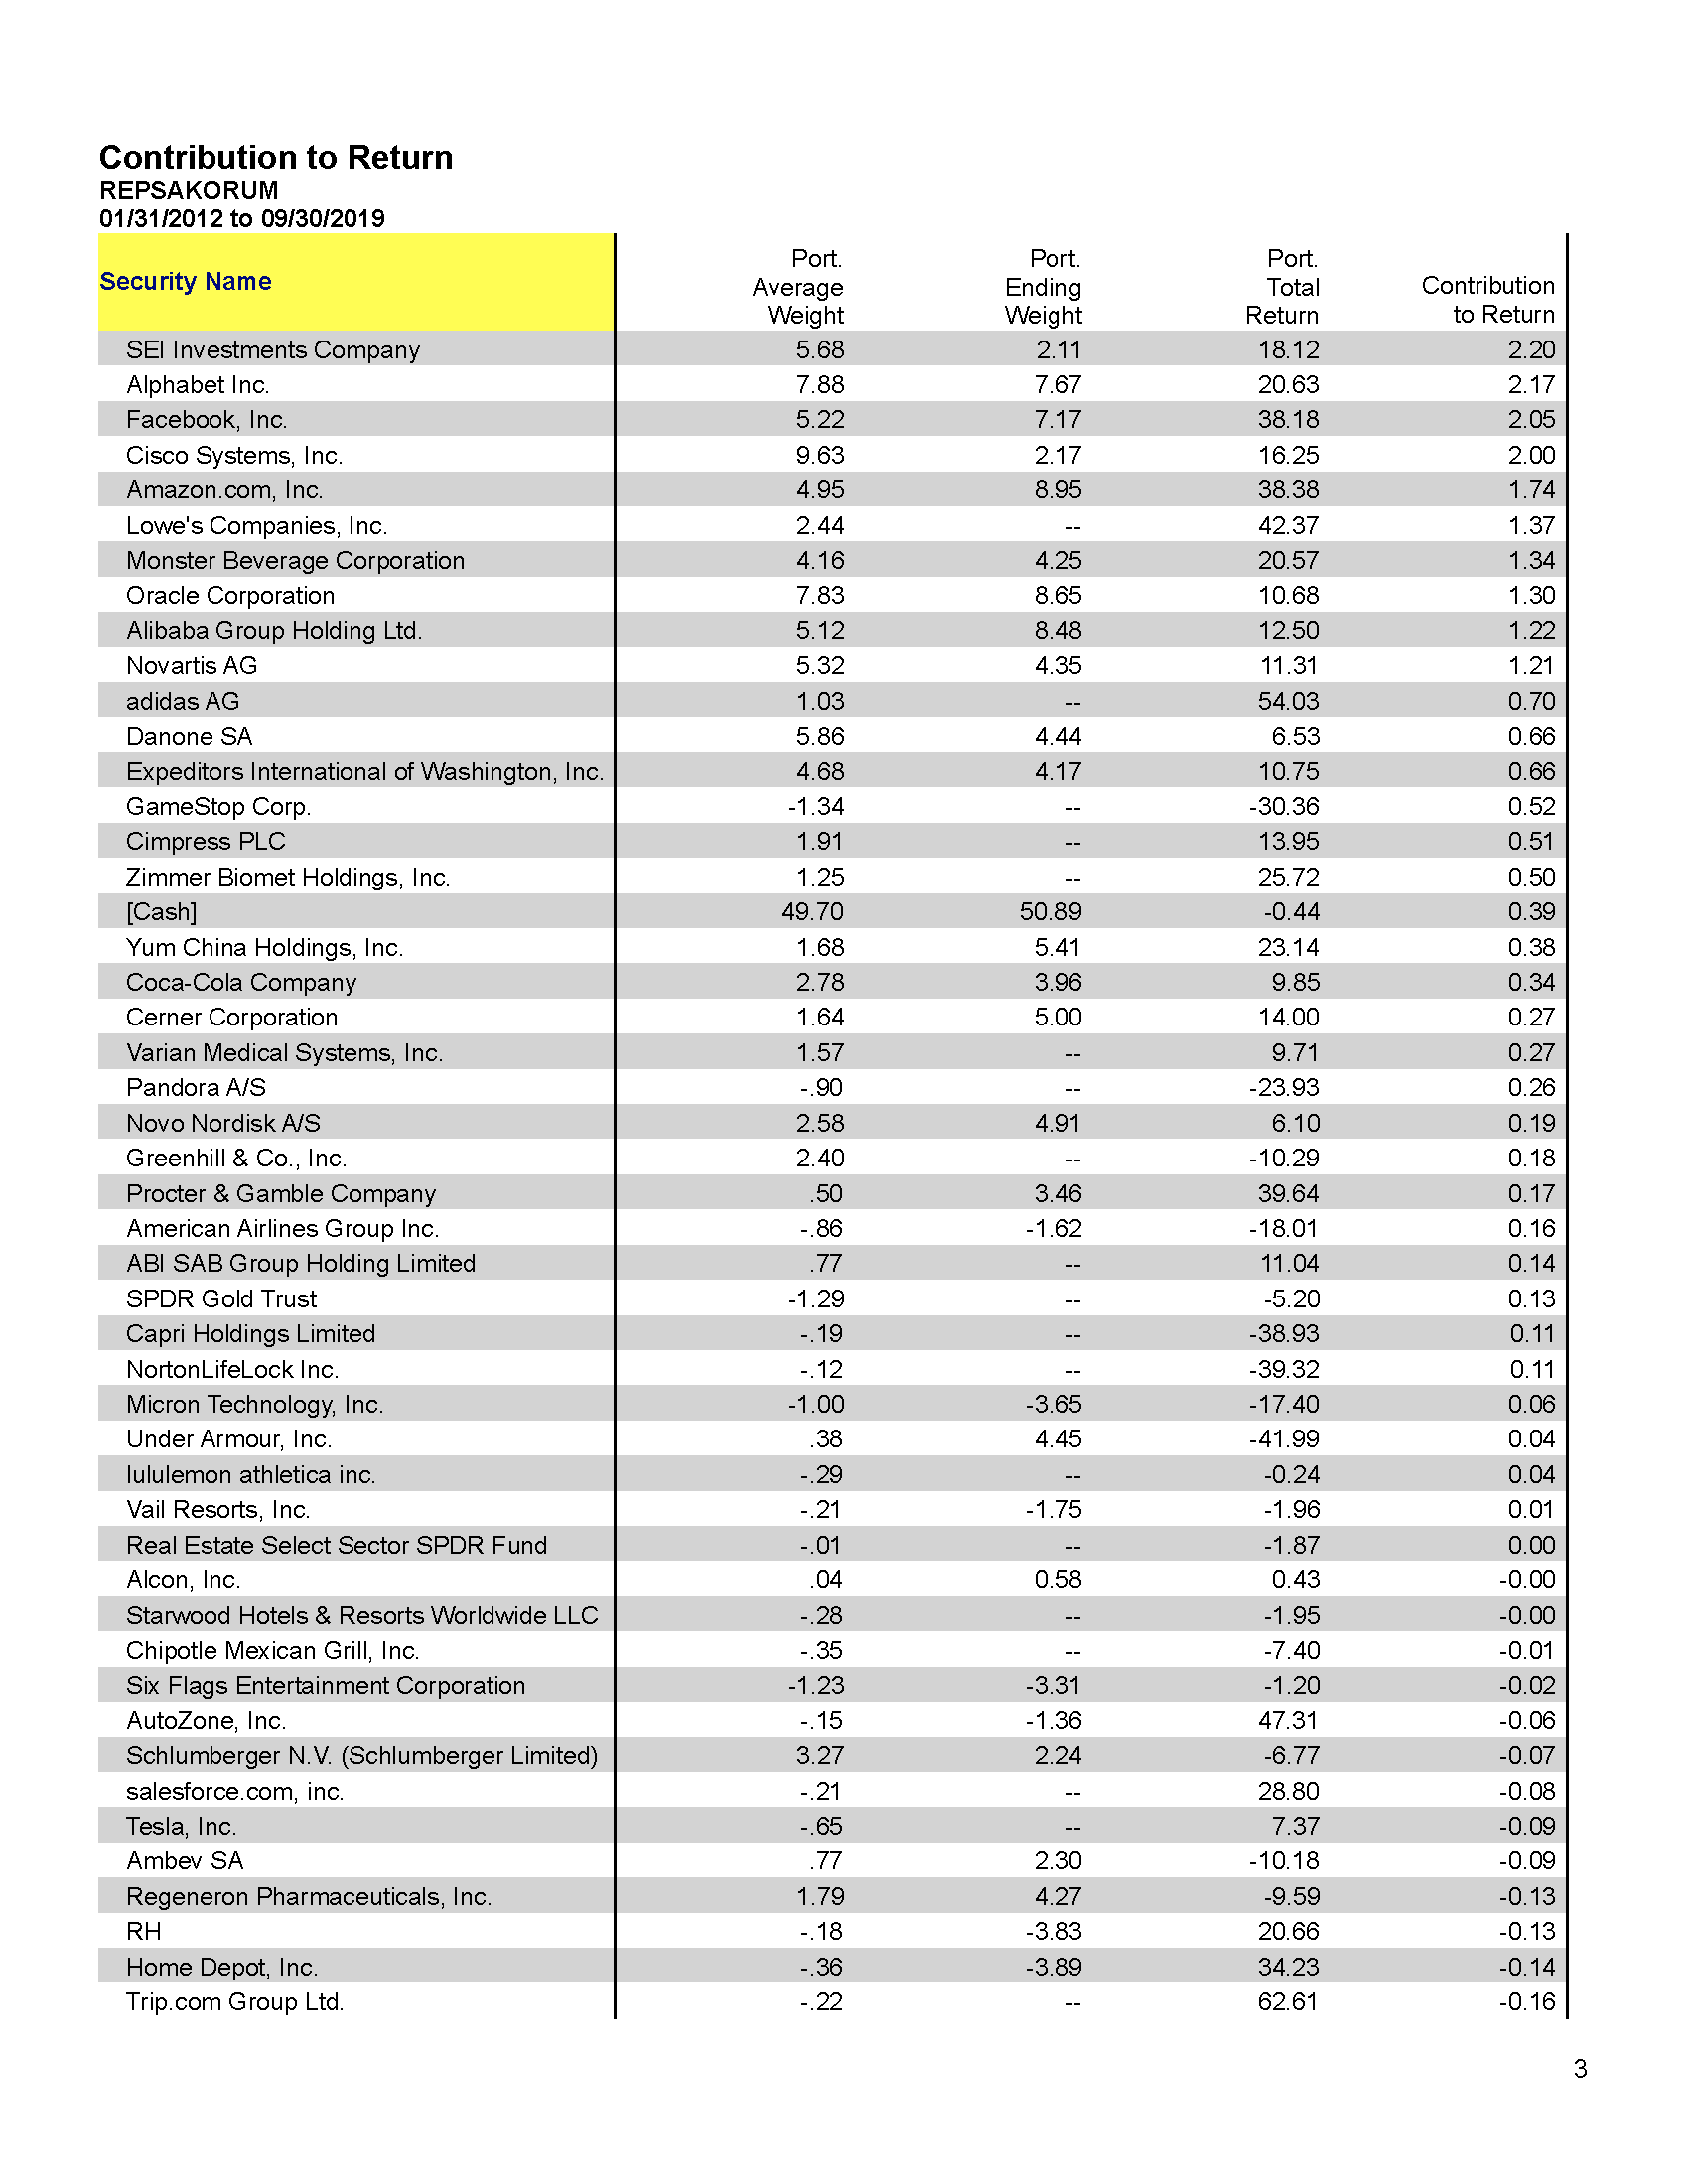 Contribution to Return
REPSAKORUM
01/31/2012 to 09/30/2019
Security Name Port. Average Weight Port. Ending Weight Port. Total Return Contribution to Return
SEI Investments Company 5.68 2.11 18.12 2.20
Alphabet Inc. 7.88 7.67 20.63 2.17
Facebook, Inc. 5.22 7.17 38.18 2.05
Cisco Systems, Inc. 9.63 2.17 16.25 2.00
Amazon.com, Inc. 4.95 8.95 38.38 1.74
Lowe's Companies, Inc. 2.44 -- 42.37 1.37
Monster Beverage Corporation 4.16 4.25 20.57 1.34
Oracle Corporation 7.83 8.65 10.68 1.30
Alibaba Group Holding Ltd. 5.12 8.48 12.50 1.22
Novartis AG 5.32 4.35 11.31 1.21
adidas AG 1.03 -- 54.03 0.70
Danone SA 5.86 4.44 6.53 0.66
Expeditors International of Washington, Inc. 4.68 4.17 10.75 0.66
GameStop Corp. -1.34 -- -30.36 0.52
Cimpress PLC 1.91 -- 13.95 0.51
Zimmer Biomet Holdings, Inc. 1.25 -- 25.72 0.50
[Cash] 49.70 50.89 -0.44 0.39
Yum China Holdings, Inc. 1.68 5.41 23.14 0.38
Coca-Cola Company 2.78 3.96 9.85 0.34
Cerner Corporation 1.64 5.00 14.00 0.27
Varian Medical Systems, Inc. 1.57 -- 9.71 0.27
Pandora A/S -.90 -- -23.93 0.26
Novo Nordisk A/S 2.58 4.91 6.10 0.19
Greenhill & Co., Inc. 2.40 -- -10.29 0.18
Procter & Gamble Company .50 3.46 39.64 0.17
American Airlines Group Inc. -.86 -1.62 -18.01 0.16
ABI SAB Group Holding Limited .77 -- 11.04 0.14
SPDR Gold Trust -1.29 -- -5.20 0.13
Capri Holdings Limited -.19 -- -38.93 0.11
NortonLifeLock Inc. -.12 -- -39.32 0.11
Micron Technology, Inc. -1.00 -3.65 -17.40 0.06
Under Armour, Inc. .38 4.45 -41.99 0.04
lululemon athletica inc. -.29 -- -0.24 0.04
Vail Resorts, Inc. -.21 -1.75 -1.96 0.01
Real Estate Select Sector SPDR Fund -.01 -- -1.87 0.00
Alcon, Inc. .04 0.58 0.43 -0.00
Starwood Hotels & Resorts Worldwide LLC -.28 -- -1.95 -0.00
Chipotle Mexican Grill, Inc. -.35 -- -7.40 -0.01
Six Flags Entertainment Corporation -1.23 -3.31 -1.20 -0.02
AutoZone, Inc. -.15 -1.36 47.31 -0.06
Schlumberger N.V. (Schlumberger Limited) 3.27 2.24 -6.77 -0.07
salesforce.com, inc. -.21 -- 28.80 -0.08
Tesla, Inc. -.65 -- 7.37 -0.09
Ambev SA .77 2.30 -10.18 -0.09
Regeneron Pharmaceuticals, Inc. 1.79 4.27 -9.59 -0.13
RH -.18 -3.83 20.66 -0.13
Home Depot, Inc. -.36 -3.89 34.23 -0.14
Trip.com Group Ltd. -.22 -- 62.61 -0.16
3